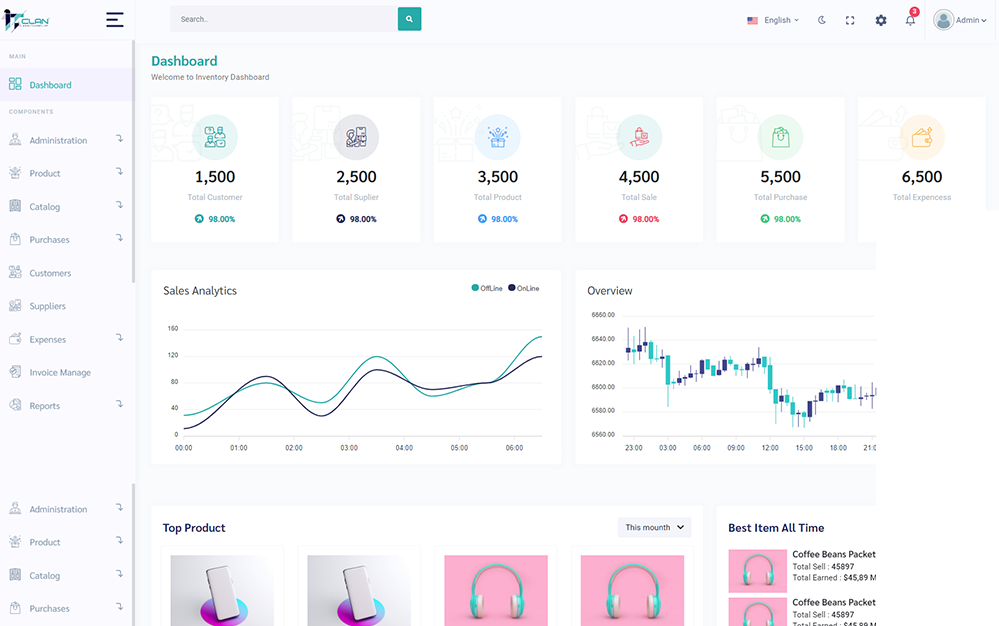 CLAN
Search..
English
3
Admin
MAIN
Dashboard
COMPONENTS
Administration
Product
Catalog
Purchases
Customers
Suppliers
Expenses
Invoice Manage
Reports
Administration
Product
Catalog
Purchases
Dashboard
Welcome to Inventory Dashboard
1,500
Total Customer
98.00%
2,500
Total Suplier
98.00%
3,500
Total Product
98.00%
4,500
Total Sale
98.00%
5,500
Total Purchase
98.00%
6,500
Total Expencess
Sales Analytics
OffLine OnLine
160
120
80
40
0
00:00 01:00 02:00 03:00 04:00 05:00 06:00
Overview
6660.00
6640.00
6620.00
6600.00
6580.00
6560.00
23:00 03:00 06:00 09:00 12:00 15:00 18:00 21:0
Top Product
This mounth
Best Item All Time
Coffee Beans Packet
Total Sell : 45897
Total Earned : $45,89 M
Coffee Beans Packet
Total Sell : 45897
Total Earned : $45,89 M